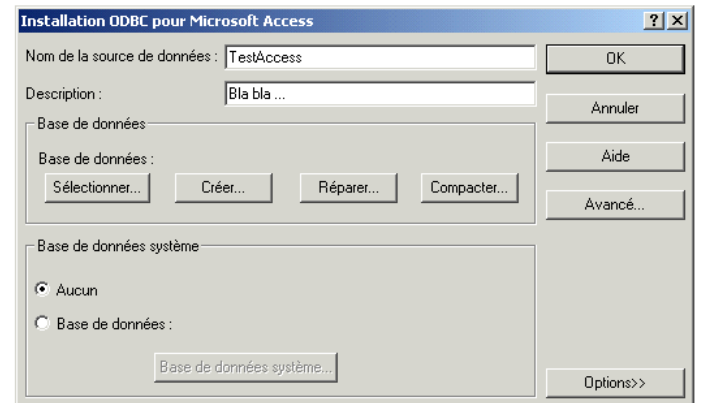 Installation ODBC pour Microsoft Access
Nom de la source de données : TestAccess
OK
Description : Bla bla ...
Annuler
Base de données
Base de données :
Aide
Sélectionner... Créer... Réparer... Compacter...
Avancé...
Base de données système
Aucun
Base de données :
Base de données système...
Options>>